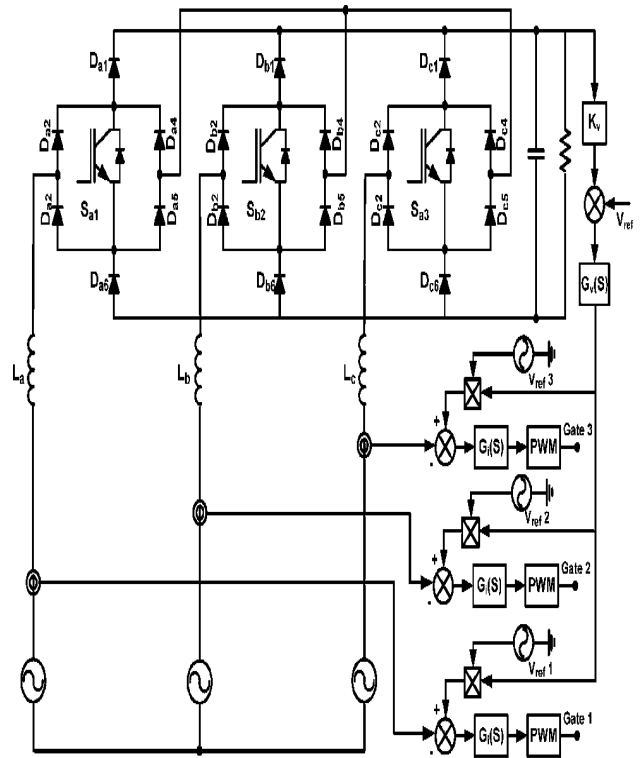 Da1
Db1
Dc1
Da2
Da4
Db2
Db4
Dc2
Dc4
Kv
Sa1
Sb2
Sa3
Da2
Da5
Db2
Db5
Dc2
Dc5
Vref
Da6
Db6
Dc6
Gv(S)
La
Lb
Lc
Vref 3
+
-
Gi(S)
PWM
Gate 3
Vref 2
+
-
Gi(S)
PWM
Gate 2
Vref 1
+
-
Gi(S)
PWM
Gate 1